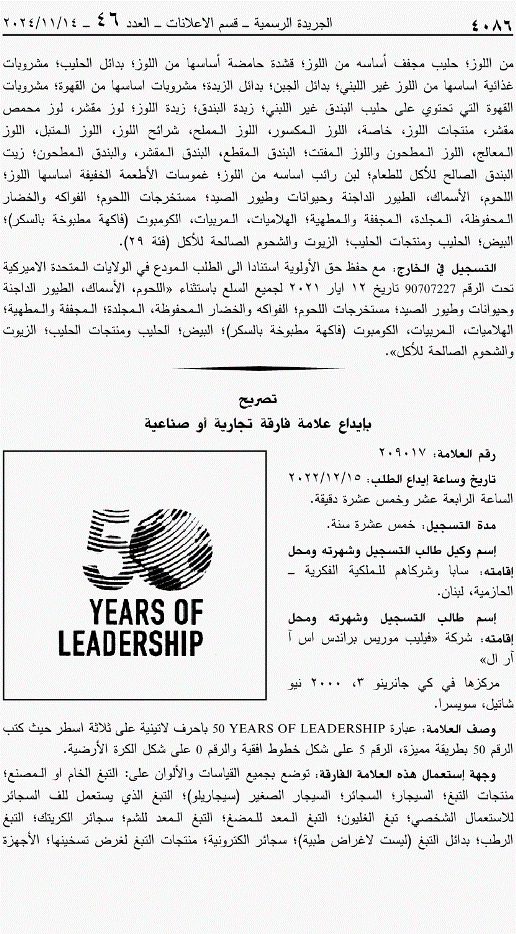 ٤٠٨٦ الجريدة الرسمية – قسم الاعلانات – العدد ٤٦ – ٢٠٢٤/١١/١٤
من اللوز؛ حليب مجفف أساسه من اللوز؛ قشدة حامضة أساسها من اللوز؛ بدائل الحليب؛ مشروبات
غذائية اساسها من اللوز غير اللبني؛ بدائل الجبن؛ بدائل الزبدة؛ مشروبات اساسها من القهوة؛ مشروبات
القهوة التي تحتوي على حليب البندق غير اللبني؛ زبدة البندق؛ زبدة اللوز؛ لوز مقشر، لوز محمص
مقشر، منتجات اللوز، خاصة، اللوز المكسور، اللوز المملح، شرائح اللوز، اللوز المتبل، اللوز
المعالج، اللوز المطحون واللوز المفتت؛ البندق المقطع، البندق المقشر، والبندق المطحون؛ زيت
البندق الصالح للأكل للطعام؛ لبن رائب اساسه من اللوز؛ غموسات الأطعمة الخفيفة اساسها اللوز؛
اللحوم، الأسماك، الطيور الداجنة وحيوانات وطيور الصيد؛ مستخرجات اللحوم؛ الفواكه والخضار
المحفوظة، المجلدة، المجففة والمطهية؛ الهلاميات، المربيات، الكومبوت (فاكهة مطبوخة بالسكر)؛
البيض؛ الحليب ومنتجات الحليب؛ الزيوت والشحوم الصالحة للأكل (فئة ٢٩).
التسجيل في الخارج: مع حفظ حق الأولوية استنادا الى الطلب المودع في الولايات المتحدة الاميركية
تحت الرقم 90707227 تاريخ ١٢ ايار ٢٠٢١ لجميع السلع باستثناء «اللحوم، الأسماك، الطيور الداجنة
وحيوانات وطيور الصيد؛ مستخرجات اللحوم؛ الفواكه والخضار المحفوظة، المجلدة؛ المجففة والمطهية؛
الهلاميات، المربيات، الكومبوت (فاكهة مطبوخة بالسكر)؛ البيض؛ الحليب ومنتجات الحليب؛ الزيوت
والشحوم الصالحة للأكل».
تصريح
بإيداع علامة فارقة تجارية أو صناعية
رقم العلامة: ٢٠٩٠١٧
تاريخ وساعة إيداع الطلب: ٢٠٢٢/١٢/١٥
الساعة الرابعة عشر وخمس عشرة دقيقة.
مدة التسجيل: خمس عشرة سنة.
إسم وكيل طالب التسجيل وشهرته ومحل
إقامته: سابا وشركاهم للملكية الفكرية –
الحازمية، لبنان.
إسم طالب التسجيل وشهرته ومحل
إقامته: شركة «فيليب موريس براندس اس آ
آر ال»
مركزها في كي جانرينو ٣، ٢٠٠٠ نيو
شاتيل، سويسرا.
50
YEARS OF
LEADERSHIP
وصف العلامة: عبارة 50 YEARS OF LEADERSHIP باحرف لاتينية على ثلاثة اسطر حيث كتب
الرقم 50 بطريقة مميزة، الرقم 5 على شكل خطوط افقية والرقم 0 على شكل الكرة الأرضية.
وجهة إستعمال هذه العلامة الفارقة: توضع بجميع القياسات والألوان على: التبغ الخام او المصنع؛
منتجات التبغ؛ السيجار؛ السجائر؛ السيجار الصغير (سيجاريلو)؛ التبغ الذي يستعمل للف السجائر
للاستعمال الشخصي؛ تبغ الغليون؛ التبغ المعد للمضغ؛ التبغ المعد للشم؛ سجائر الكريتك؛ التبغ
الرطب؛ بدائل التبغ (ليست لاغراض طبية)؛ سجائر الكترونية؛ منتجات التبغ لغرض تسخينها؛ الأجهزة